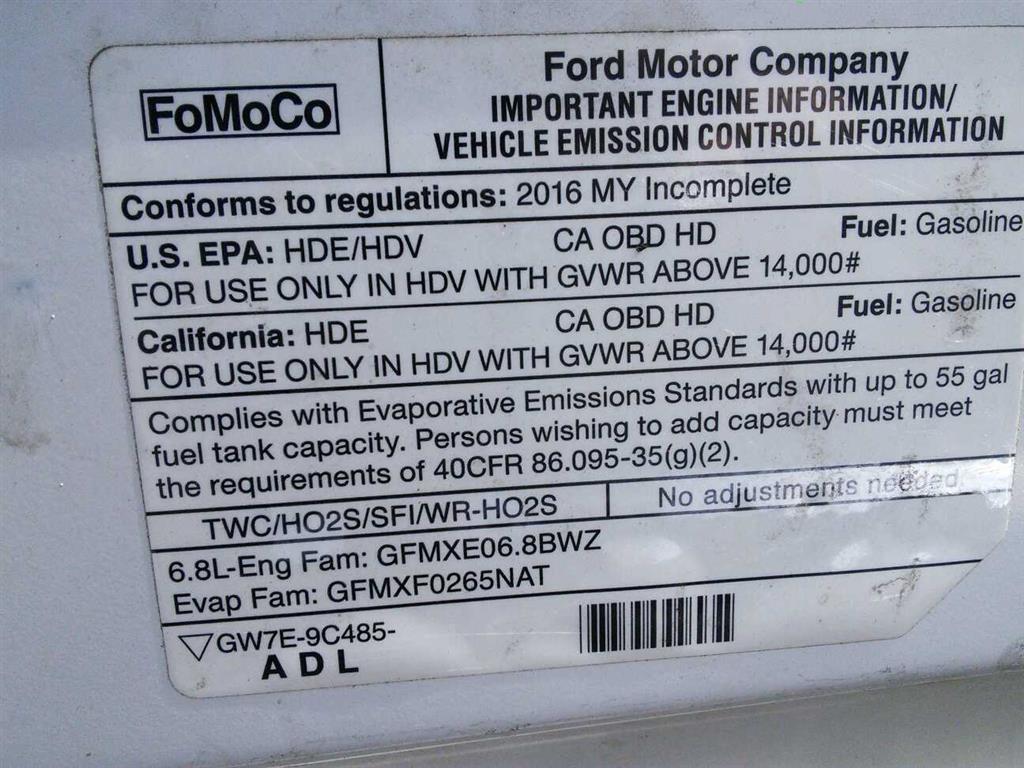 FoMoCo
Ford Motor Company
IMPORTANT ENGINE INFORMATION/
VEHICLE EMISSION CONTROL INFORMATION
Conforms to regulations: 2016 MY Incomplete
U.S. EPA: HDE/HDV CA OBD HD Fuel: Gasoline
FOR USE ONLY IN HDV WITH GVWR ABOVE 14,000#
California: HDE CA OBD HD Fuel: Gasoline
FOR USE ONLY IN HDV WITH GVWR ABOVE 14,000#
Complies with Evaporative Emissions Standards with up to 55 gal
fuel tank capacity. Persons wishing to add capacity must meet
the requirements of 40CFR 86.095-35(g)(2).
TWC/HO2S/SFI/WR-HO2S No adjustments needed
6.8L-Eng Fam: GFMXE06.8BWZ
Evap Fam: GFMXF0265NAT
GW7E-9C485-
ADL